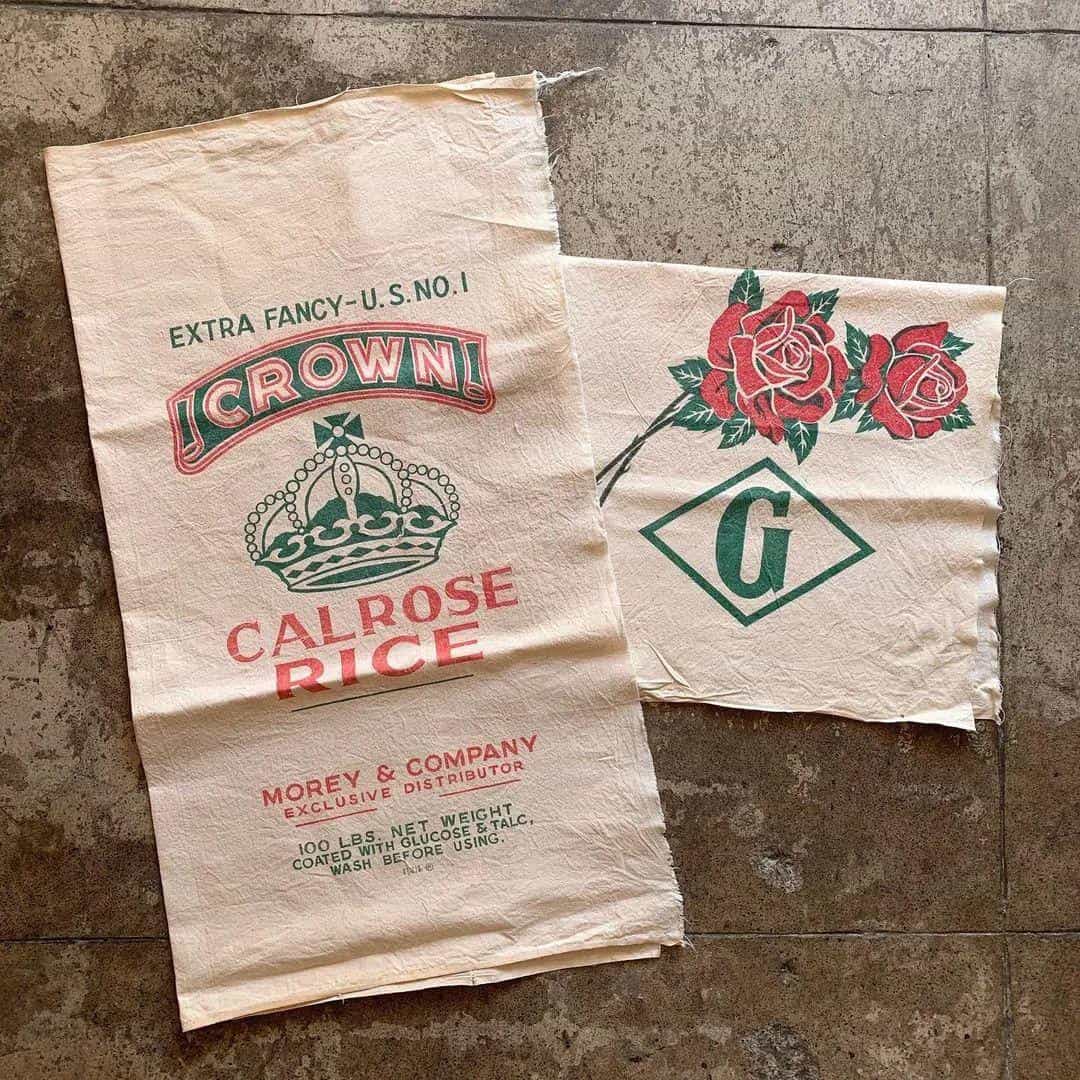 EXTRA FANCY-U.S.NO.1
CROWN
CALROSE
RICE
MOREY & COMPANY
EXCLUSIVE DISTRIBUTOR
100 LBS. NET WEIGHT
COATED WITH GLUCOSE & TALC,
WASH BEFORE USING.
G